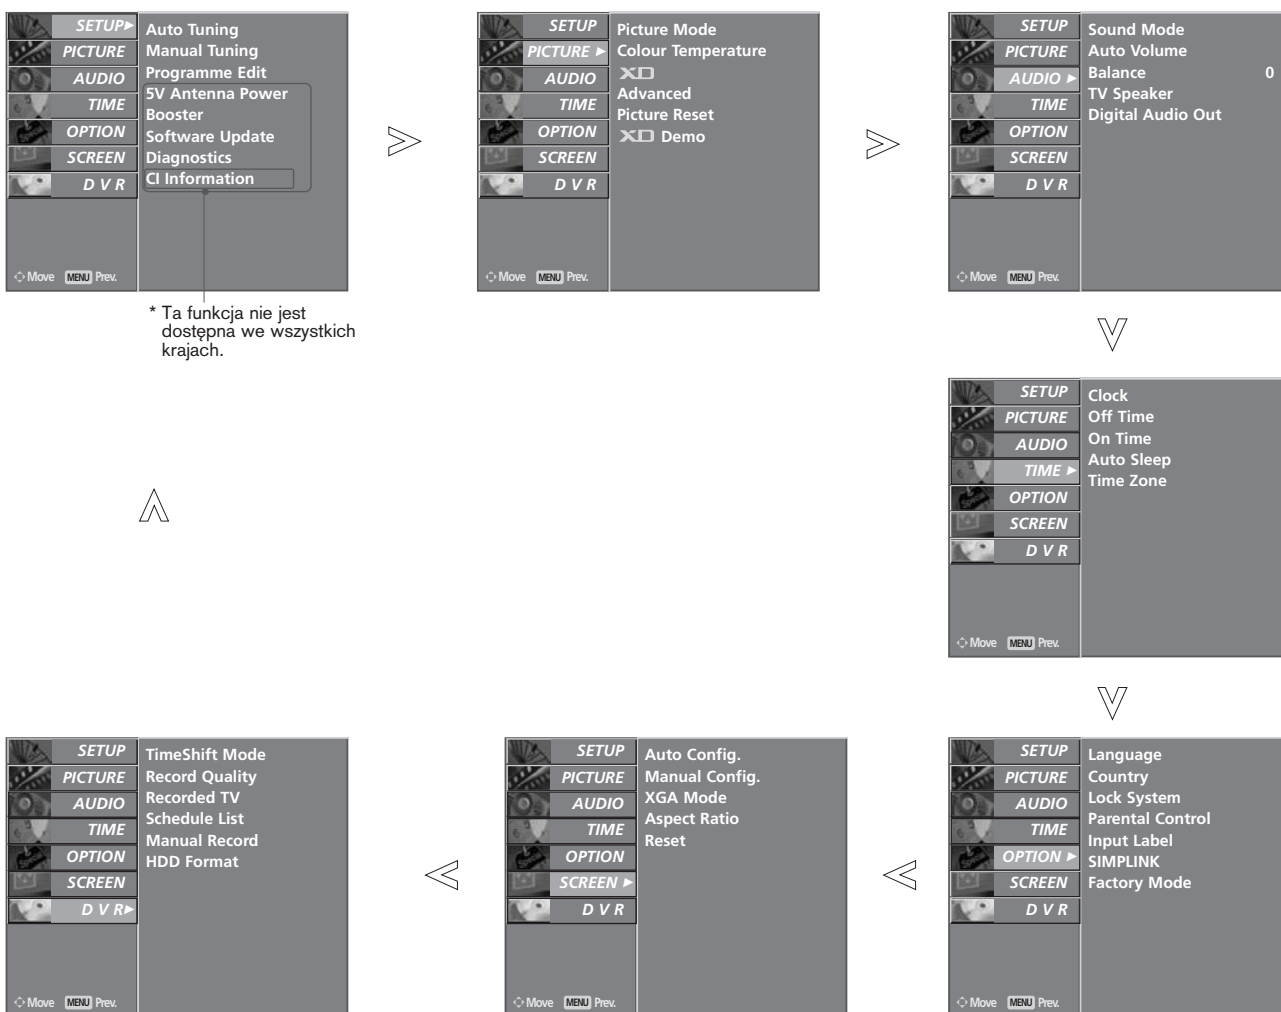 SETUP
PICTURE
AUDIO
TIME
OPTION
SCREEN
D V R
Auto Tuning
Manual Tuning
Programme Edit
5V Antenna Power
Booster
Software Update
Diagnostics
CI Information
Move MENU Prev.
* Ta funkcja nie jest
dostępna we wszystkich
krajach.
SETUP
PICTURE
AUDIO
TIME
OPTION
SCREEN
D V R
Picture Mode
Colour Temperature
XD
Advanced
Picture Reset
XD Demo
Move MENU Prev.
SETUP
PICTURE
AUDIO
TIME
OPTION
SCREEN
D V R
Sound Mode
Auto Volume
Balance 0
TV Speaker
Digital Audio Out
Move MENU Prev.
SETUP
PICTURE
AUDIO
TIME
OPTION
SCREEN
D V R
Clock
Off Time
On Time
Auto Sleep
Time Zone
Move MENU Prev.
SETUP
PICTURE
AUDIO
TIME
OPTION
SCREEN
D V R
TimeShift Mode
Record Quality
Recorded TV
Schedule List
Manual Record
HDD Format
Move MENU Prev.
SETUP
PICTURE
AUDIO
TIME
OPTION
SCREEN
D V R
Auto Config.
Manual Config.
XGA Mode
Aspect Ratio
Reset
Move MENU Prev.
SETUP
PICTURE
AUDIO
TIME
OPTION
SCREEN
D V R
Language
Country
Lock System
Parental Control
Input Label
SIMPLINK
Factory Mode
Move MENU Prev.